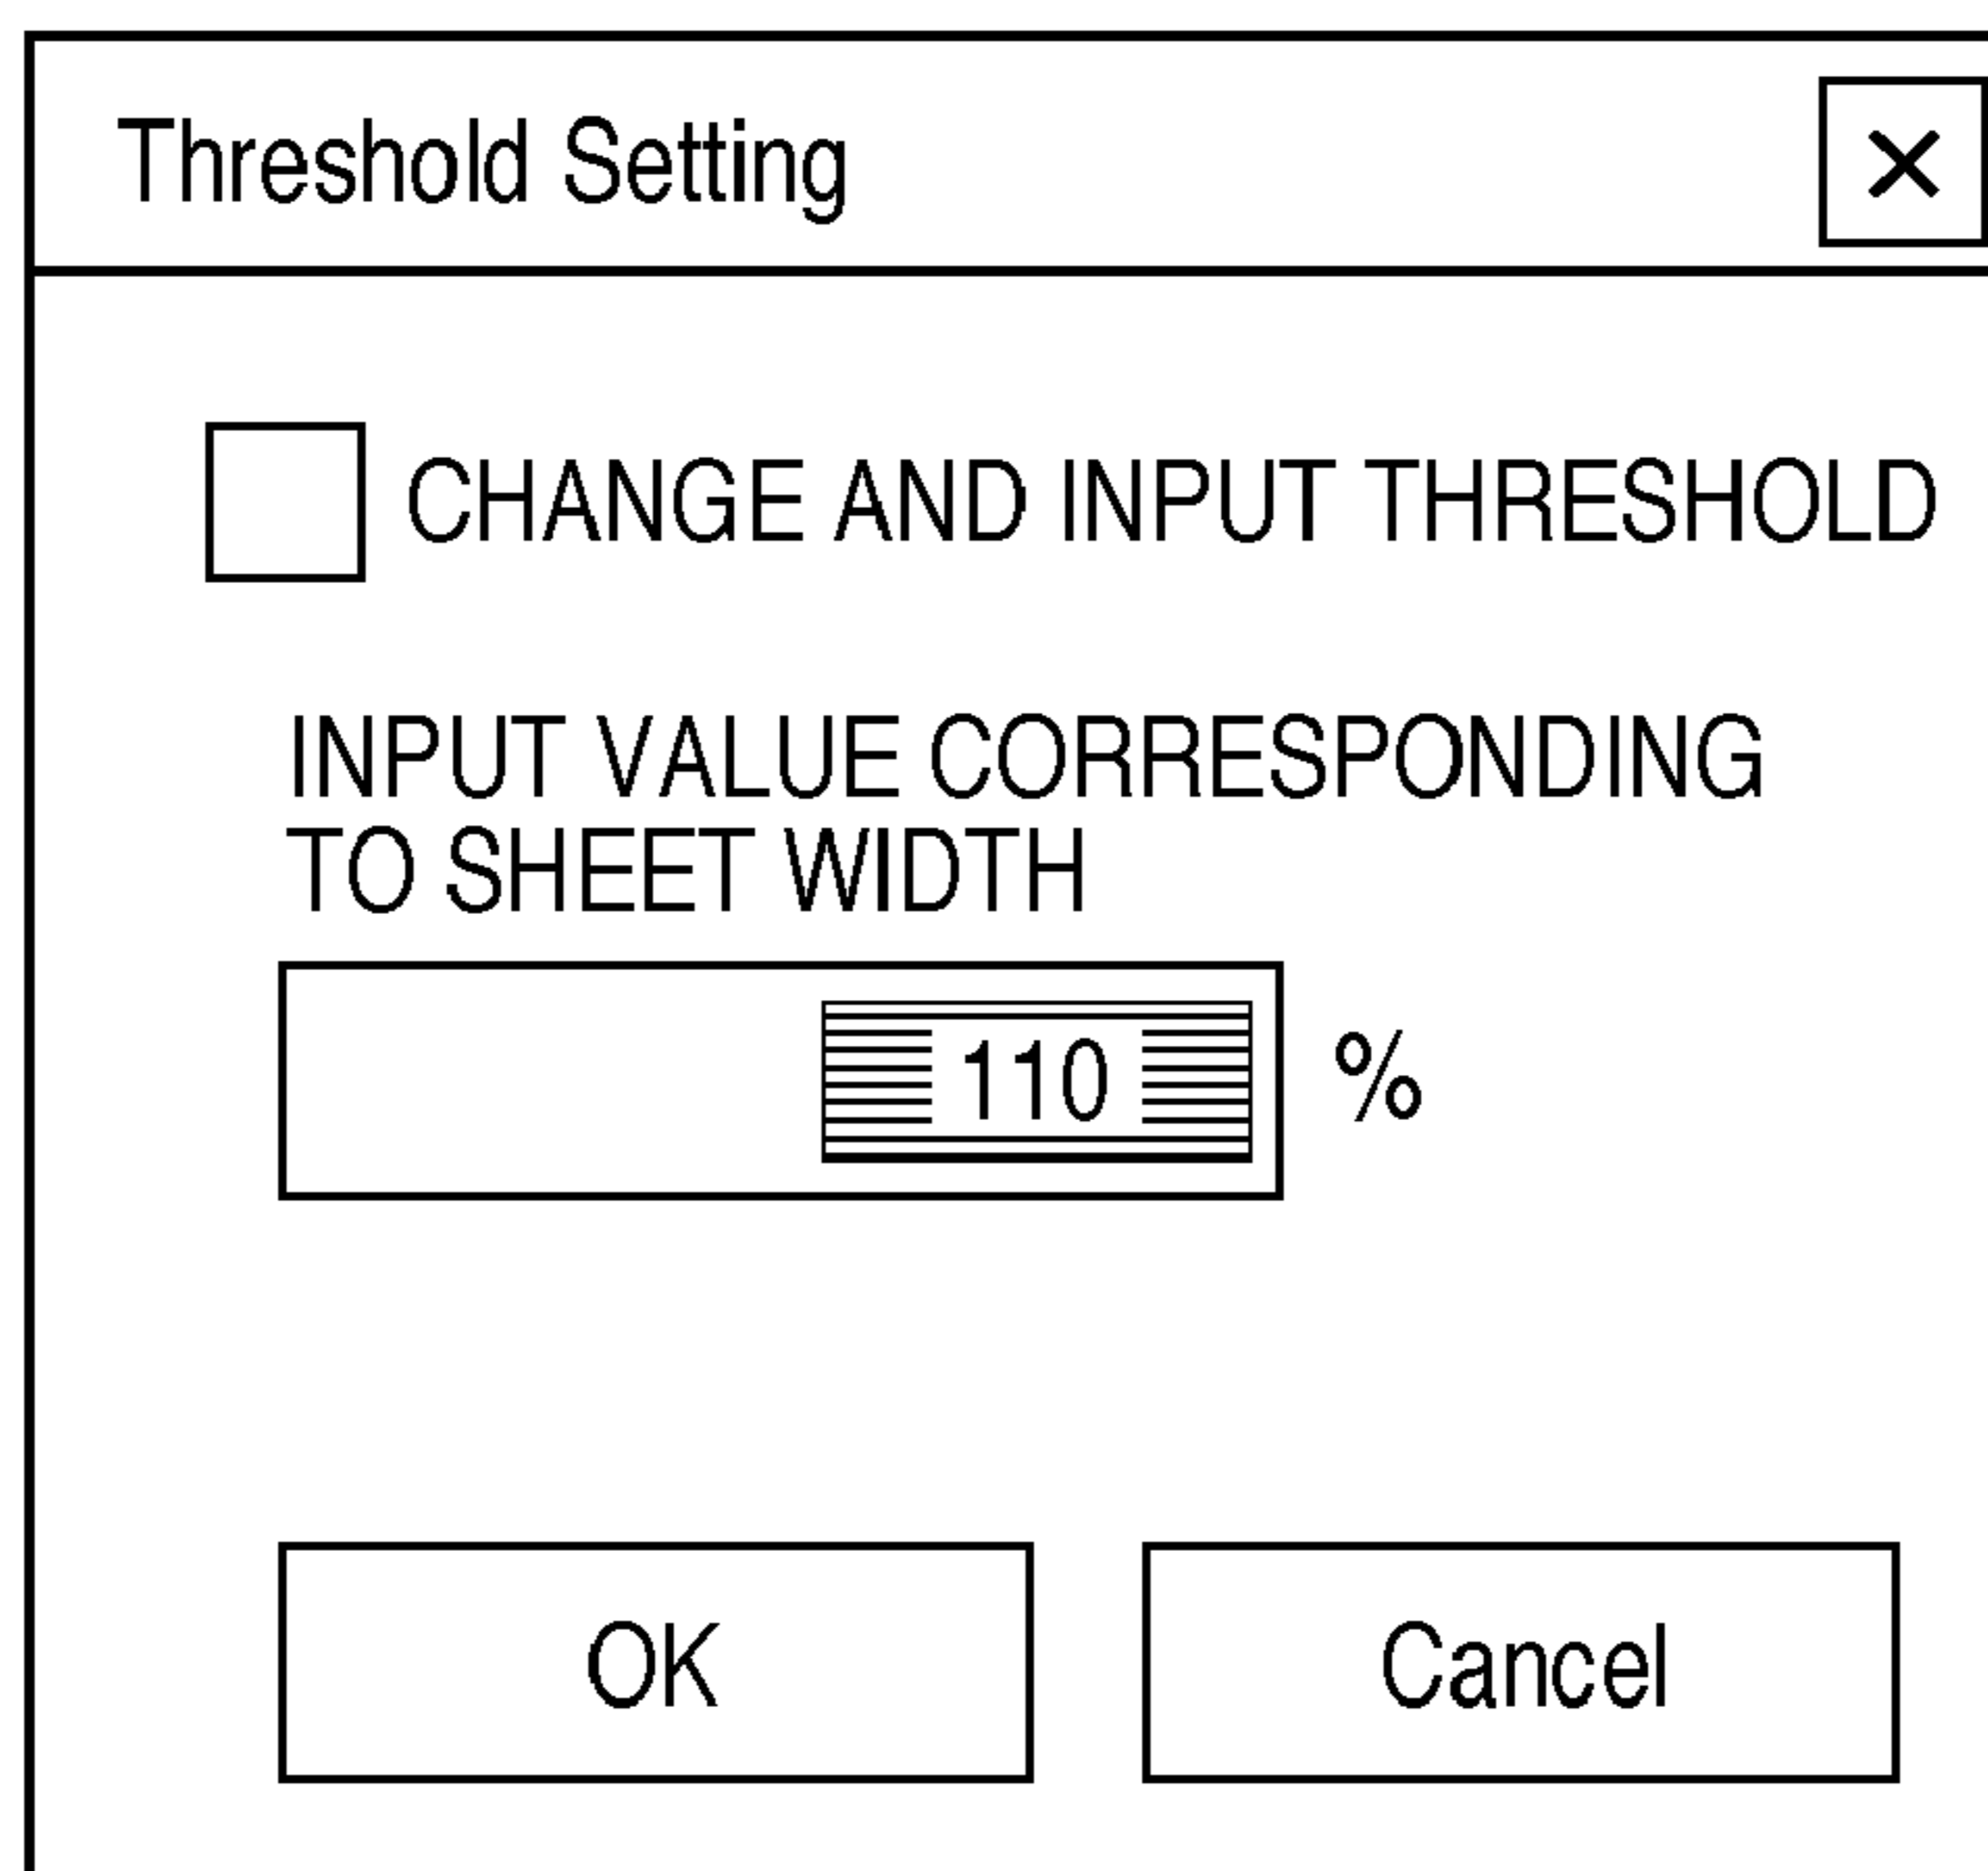 Threshold Setting ×
CHANGE AND INPUT THRESHOLD
INPUT VALUE CORRESPONDING
TO SHEET WIDTH
110 %
OK Cancel